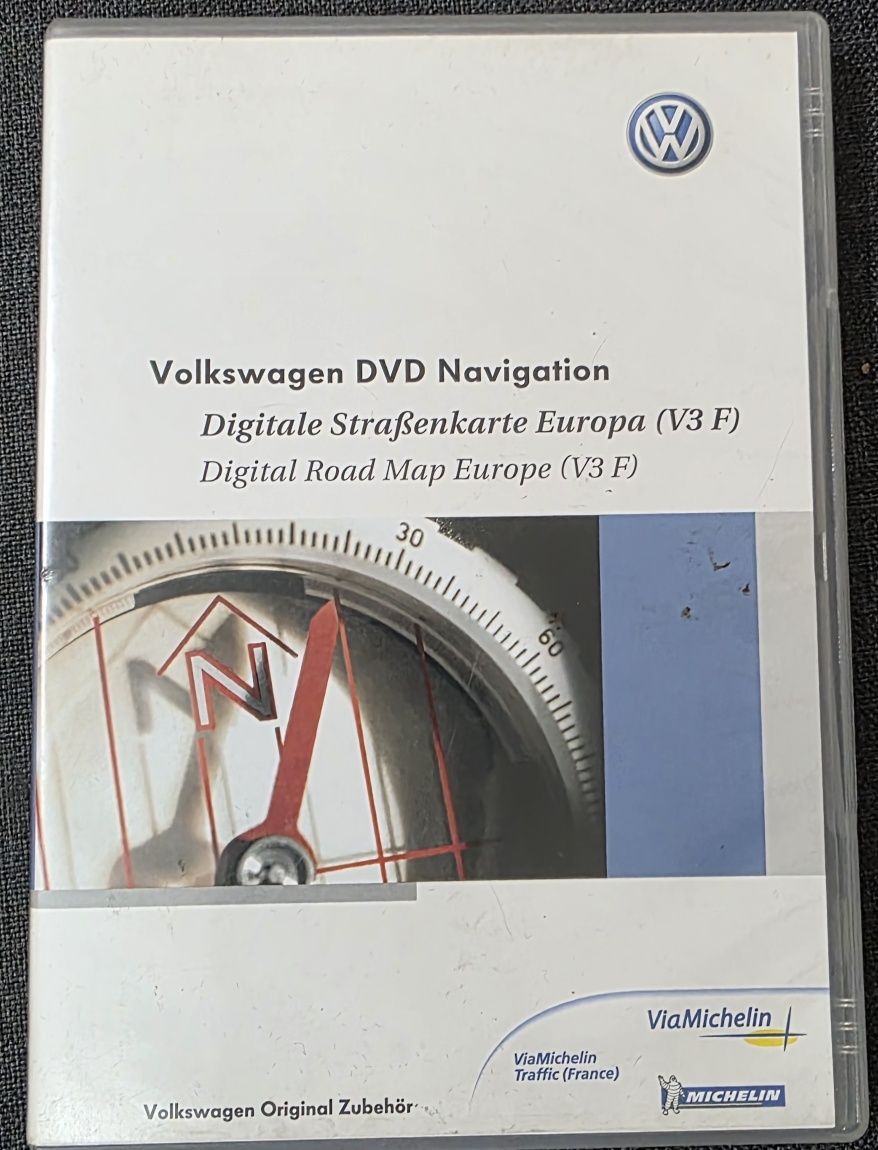 Volkswagen DVD Navigation
Digitale Straßenkarte Europa (V3 F)
Digital Road Map Europe (V3 F)
30
60
N
ViaMichelin
ViaMichelin
Traffic (France)
MICHELIN
Volkswagen Original Zubehör